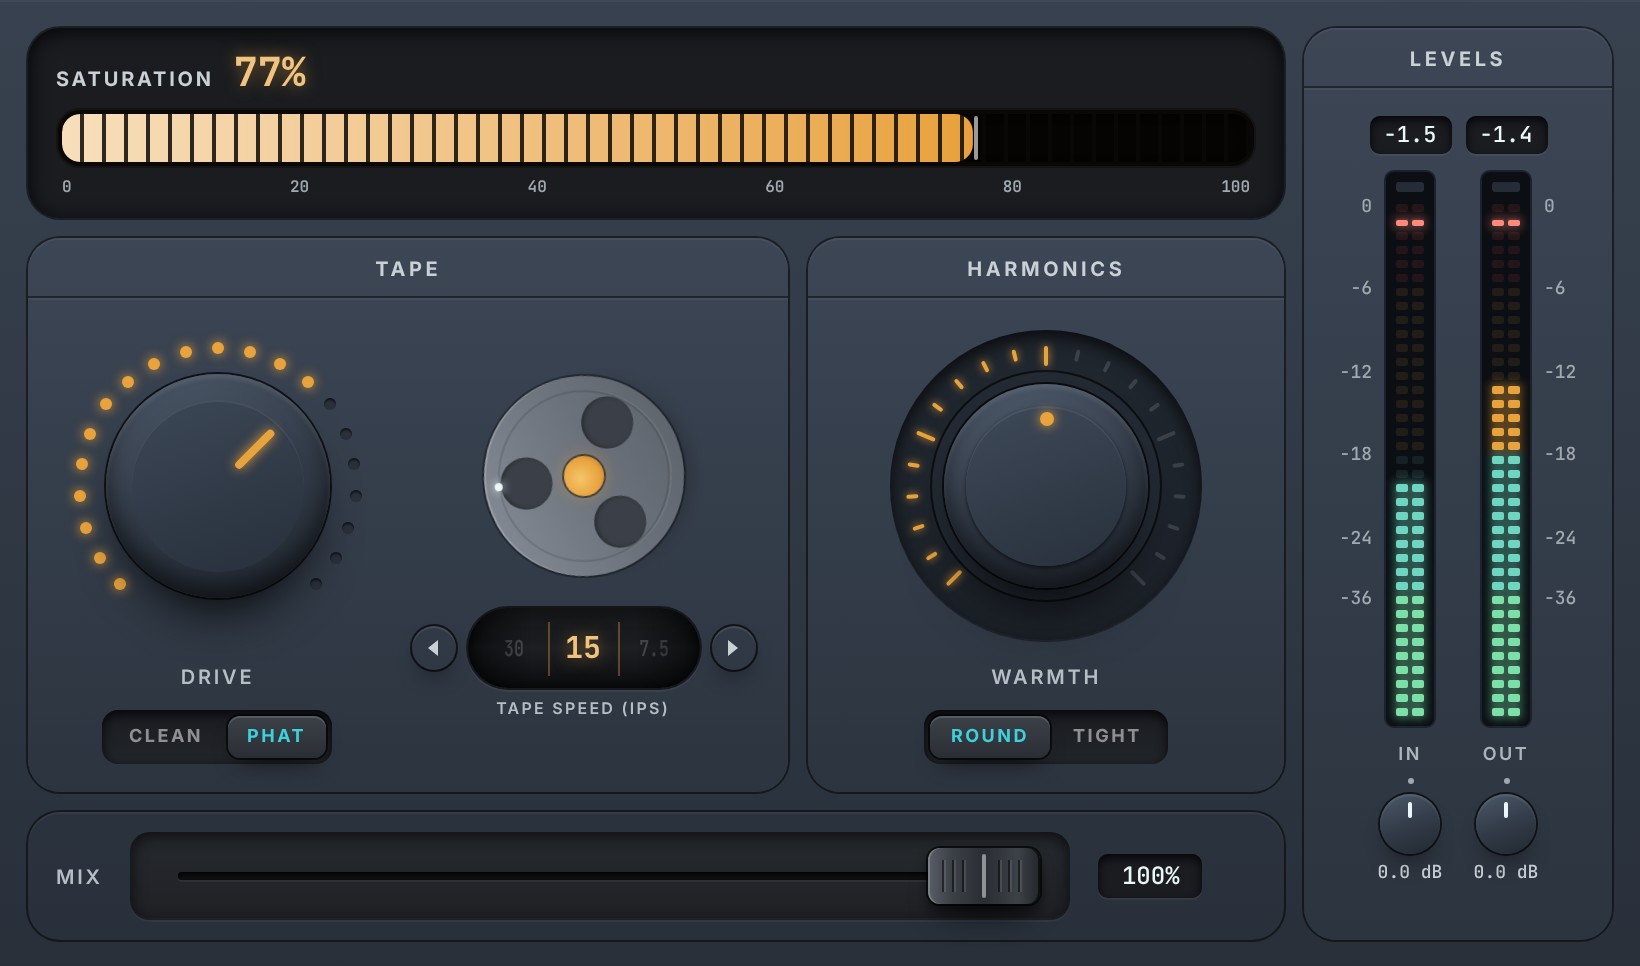 SATURATION 77%
0 20 40 60 80 100
TAPE
DRIVE
CLEAN PHAT
30 15 7.5
TAPE SPEED (IPS)
HARMONICS
WARMTH
ROUND TIGHT
MIX
100%
LEVELS
-1.5 -1.4
0 0
-6 -6
-12 -12
-18 -18
-24 -24
-36 -36
IN OUT
0.0 dB 0.0 dB